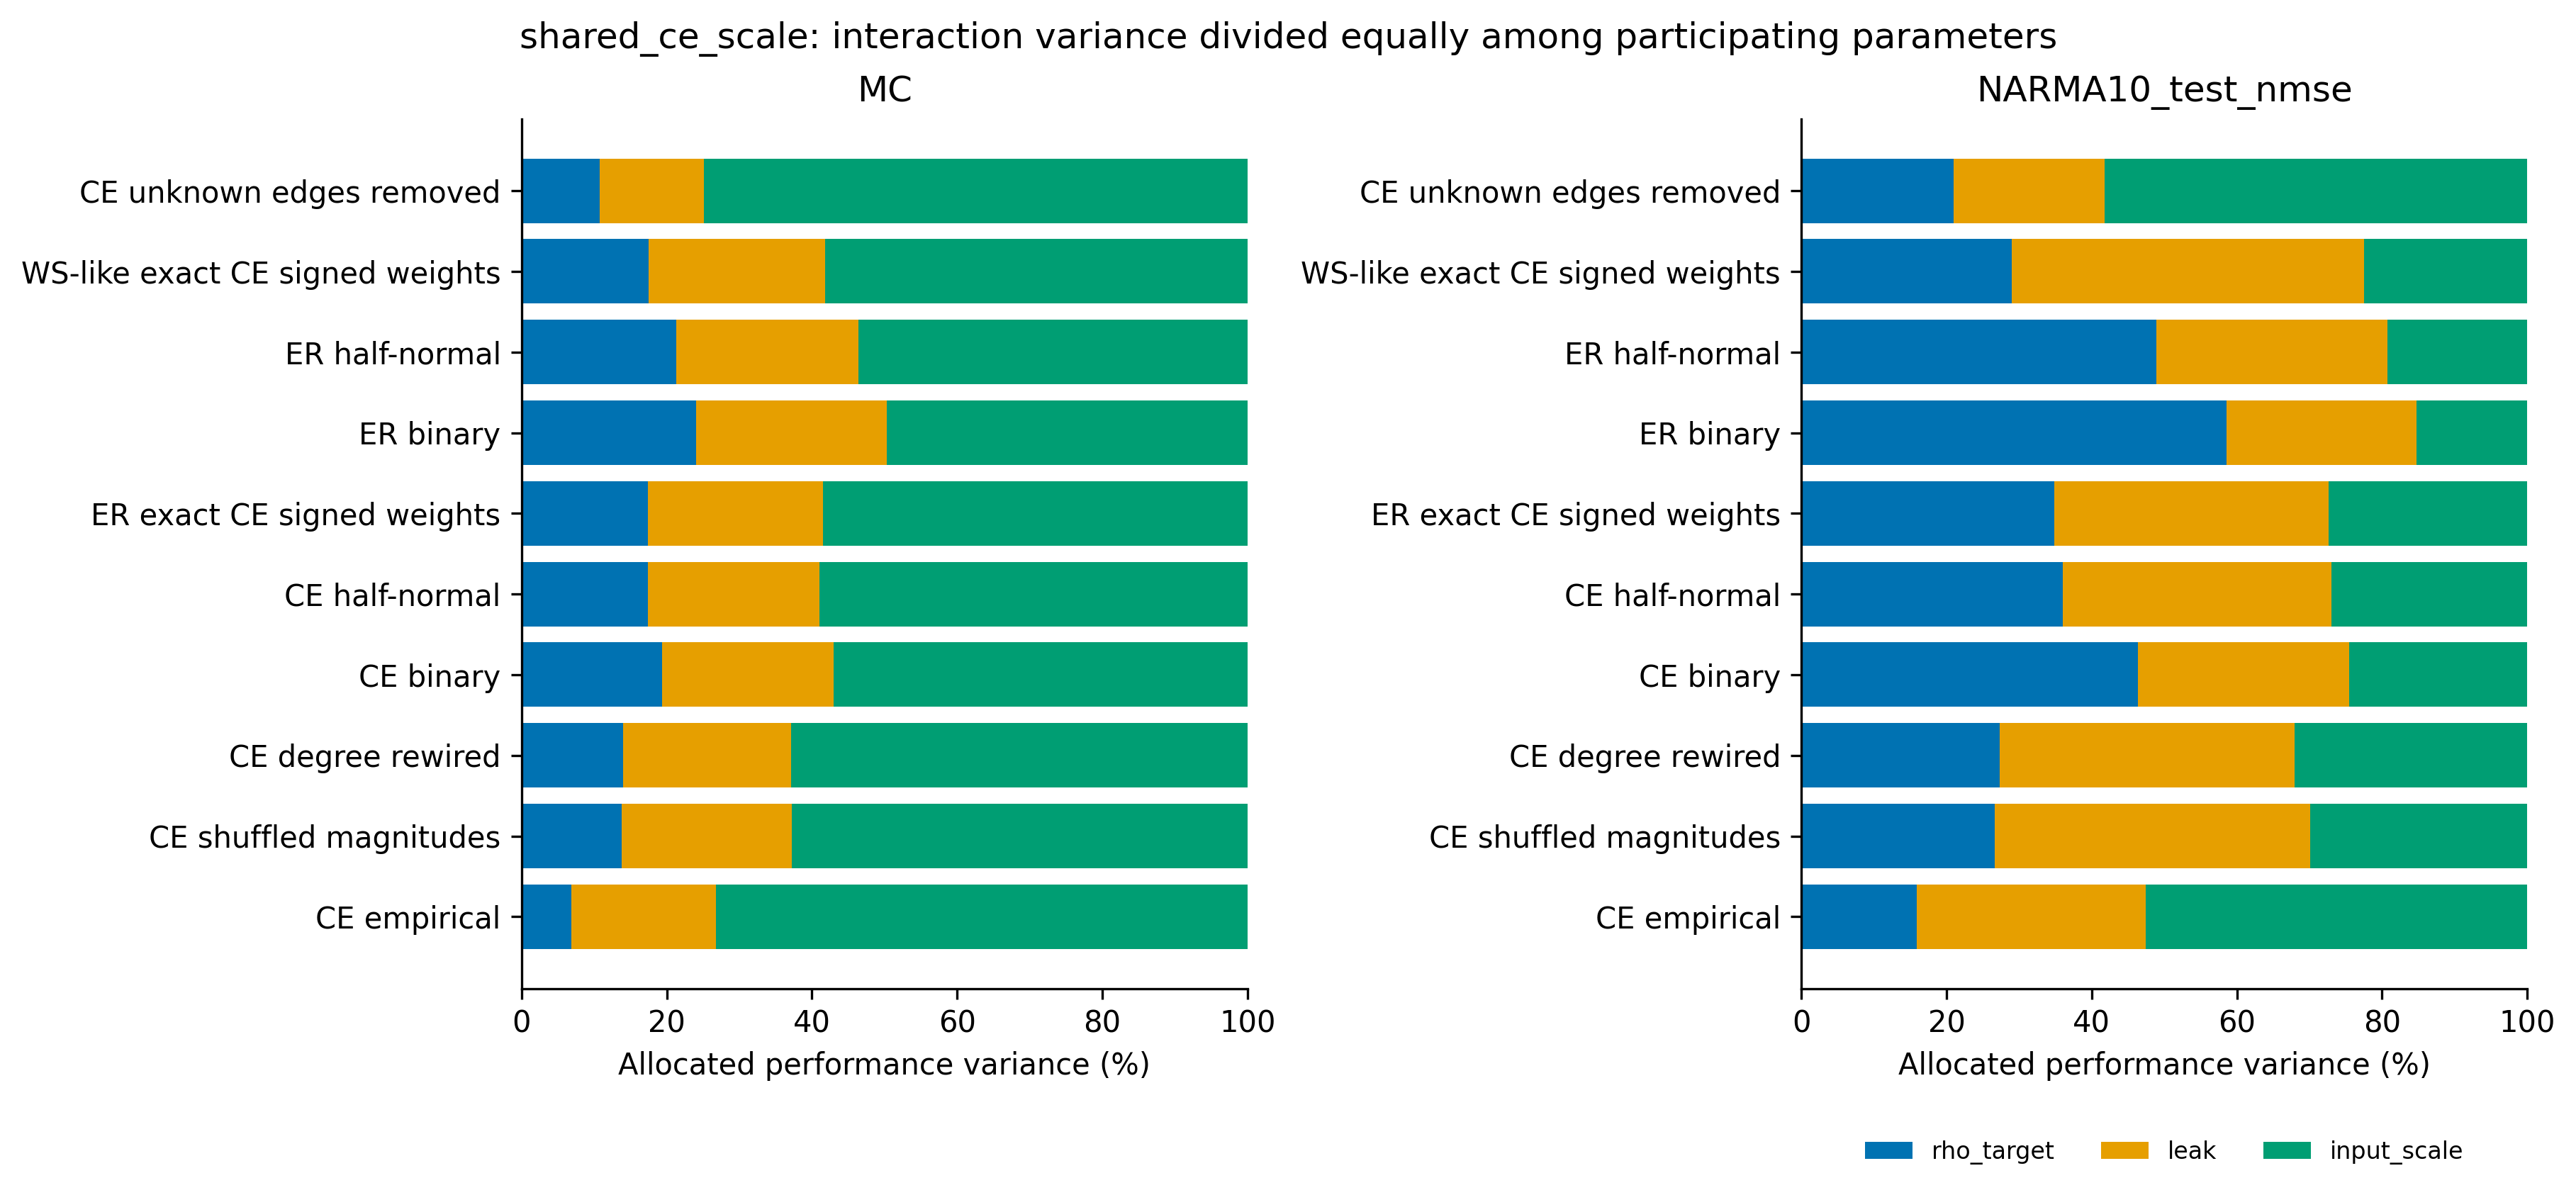 shared_ce_scale: interaction variance divided equally among participating parameters
MC
CE unknown edges removed
WS-like exact CE signed weights
ER half-normal
ER binary
ER exact CE signed weights
CE half-normal
CE binary
CE degree rewired
CE shuffled magnitudes
CE empirical
0 20 40 60 80 100
Allocated performance variance (%)
NARMA10_test_nmse
CE unknown edges removed
WS-like exact CE signed weights
ER half-normal
ER binary
ER exact CE signed weights
CE half-normal
CE binary
CE degree rewired
CE shuffled magnitudes
CE empirical
0 20 40 60 80 100
Allocated performance variance (%)
rho_target leak input_scale